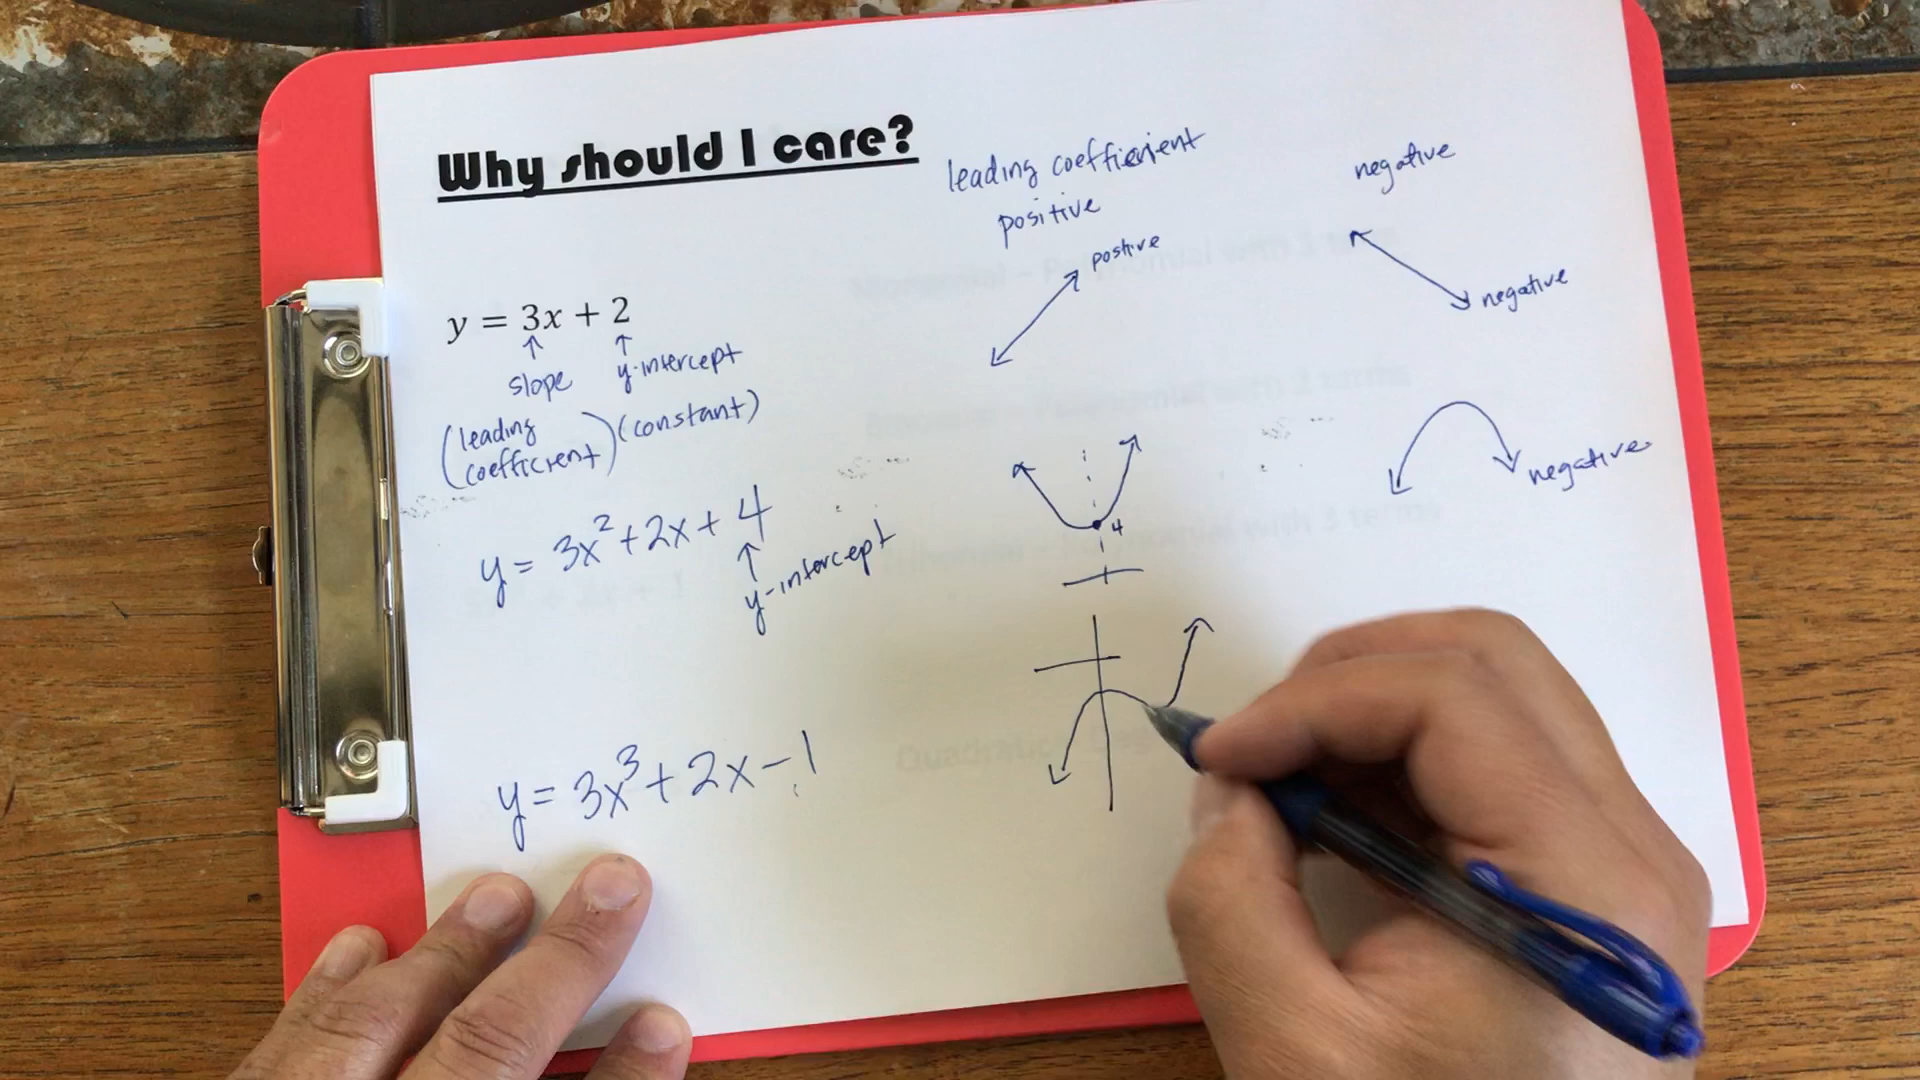 Why should I care?
leading coefficient
positive
negative
postive
negative
y = 3x + 2
slope
y-intercept
(leading coefficient)
(constant)
negative
y = 3x² + 2x + 4
y-intercept
4
y = 3x³ + 2x - 1